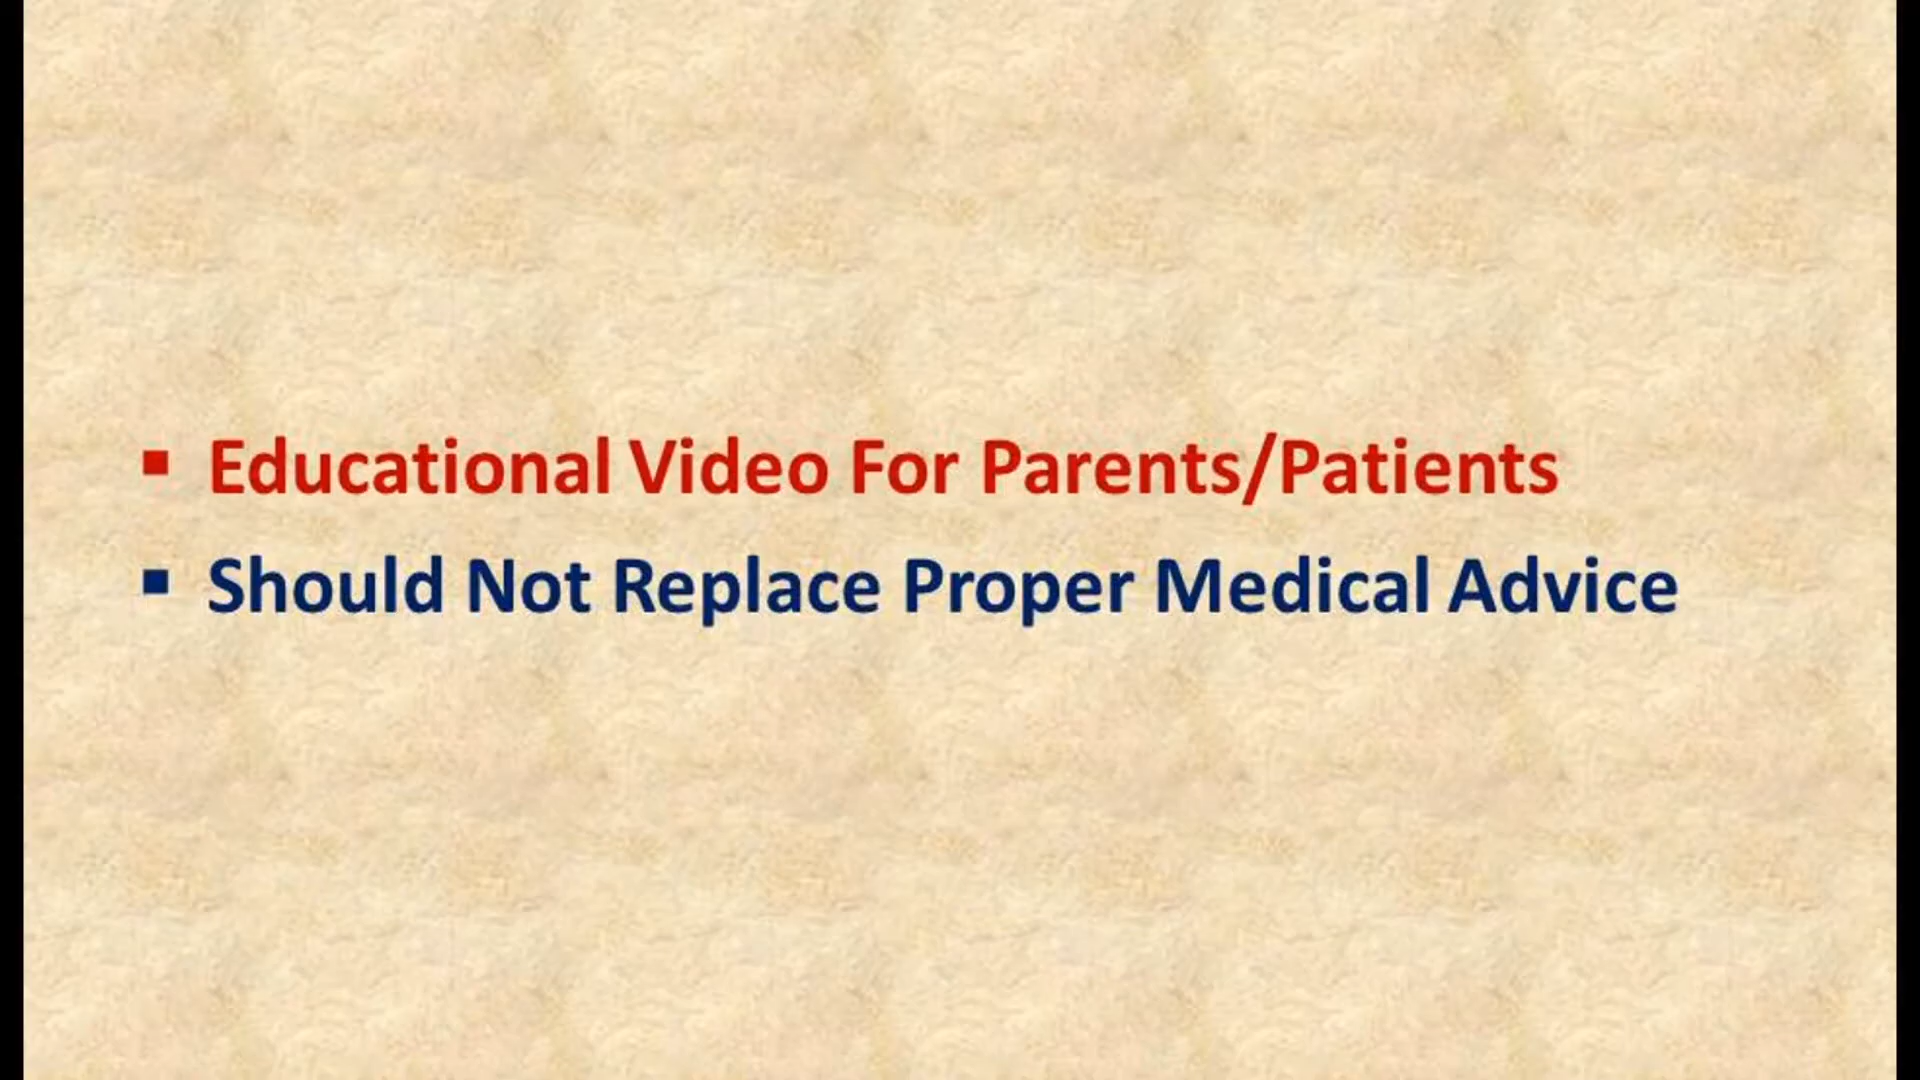 ▪ Educational Video For Parents/Patients
▪ Should Not Replace Proper Medical Advice